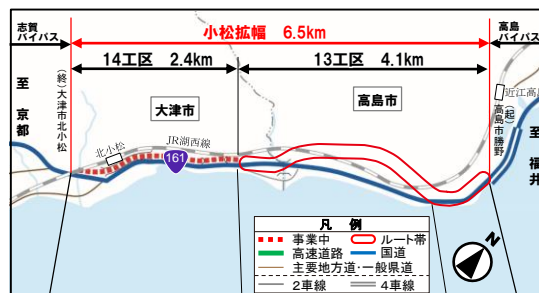 志賀
バイパス
小松拡幅　6.5km
高島
バイパス
14工区　2.4km
13工区　4.1km
至 京都
(終)大津市北小松
大津市
高島市
近江高島
(起)高島市勝野
至 福井
北小松
JR湖西線
161
凡　例
事業中　ルート帯
高速道路　国道
主要地方道・一般県道
2車線　4車線
N